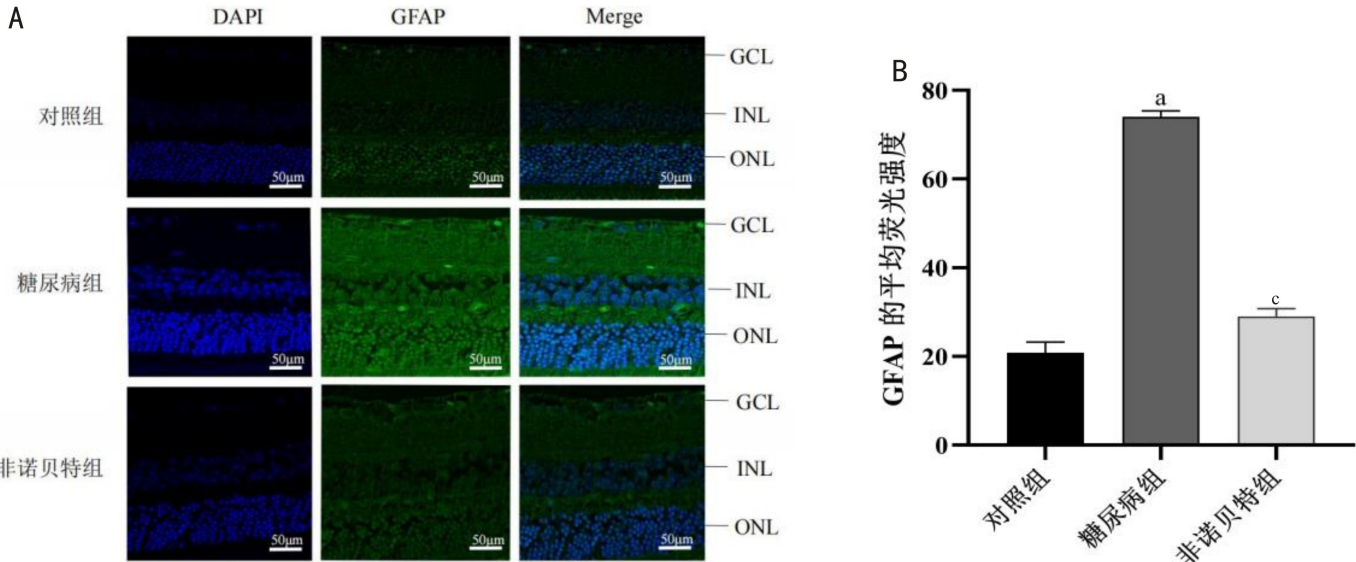 A
DAPI GFAP Merge
对照组
50μm 50μm 50μm
GCL
INL
ONL
糖尿病组
50μm 50μm 50μm
GCL
INL
ONL
非诺贝特组
50μm 50μm 50μm
GCL
INL
ONL
B
GFAP 的平均荧光强度
80
60
40
20
0
a
c
对照组
糖尿病组
非诺贝特组